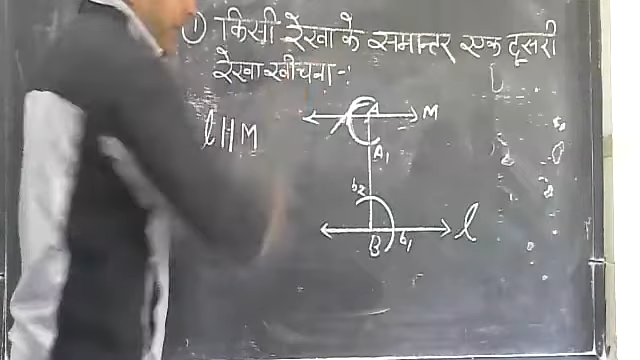 ① किसी रेखा के समान्तर एक दूसरी
रेखा खींचना-:
l || M
A
M
A₁
b₂
B
b₁
l